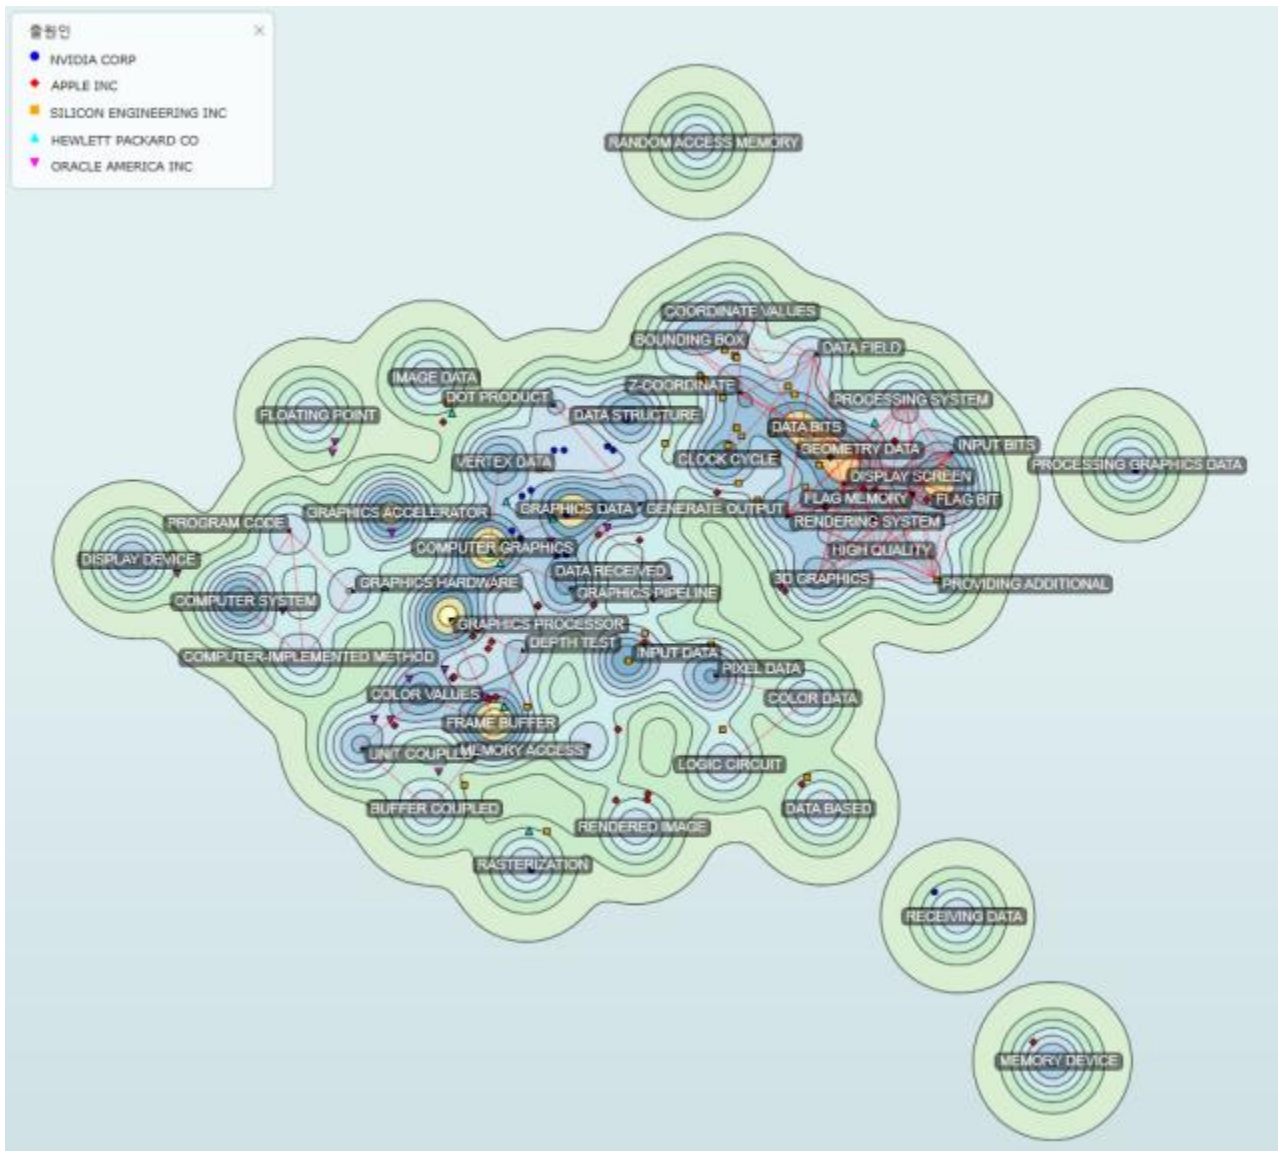 출원인
NVIDIA CORP
APPLE INC
SILICON ENGINEERING INC
HEWLETT PACKARD CO
ORACLE AMERICA INC
RANDOM ACCESS MEMORY
COORDINATE VALUES
BOUNDING BOX
DATA FIELD
IMAGE DATA
Z-COORDINATE
DOT PRODUCT
PROCESSING SYSTEM
FLOATING POINT
DATA STRUCTURE
DATA BITS
INPUT BITS
GEOMETRY DATA
VERTEX DATA
CLOCK CYCLE
PROCESSING GRAPHICS DATA
DISPLAY SCREEN
FLAG MEMORY
FLAG BIT
GRAPHICS ACCELERATOR
GRAPHICS DATA
GENERATE OUTPUT
PROGRAM CODE
RENDERING SYSTEM
COMPUTER GRAPHICS
HIGH QUALITY
DISPLAY DEVICE
DATA RECEIVED
3D GRAPHICS
GRAPHICS HARDWARE
PROVIDING ADDITIONAL
GRAPHICS PIPELINE
COMPUTER SYSTEM
GRAPHICS PROCESSOR
DEPTH TEST
INPUT DATA
COMPUTER-IMPLEMENTED METHOD
PIXEL DATA
COLOR VALUES
COLOR DATA
FRAME BUFFER
UNIT COUPLED
MEMORY ACCESS
LOGIC CIRCUIT
BUFFER COUPLED
DATA BASED
RENDERED IMAGE
RASTERIZATION
RECEIVING DATA
MEMORY DEVICE